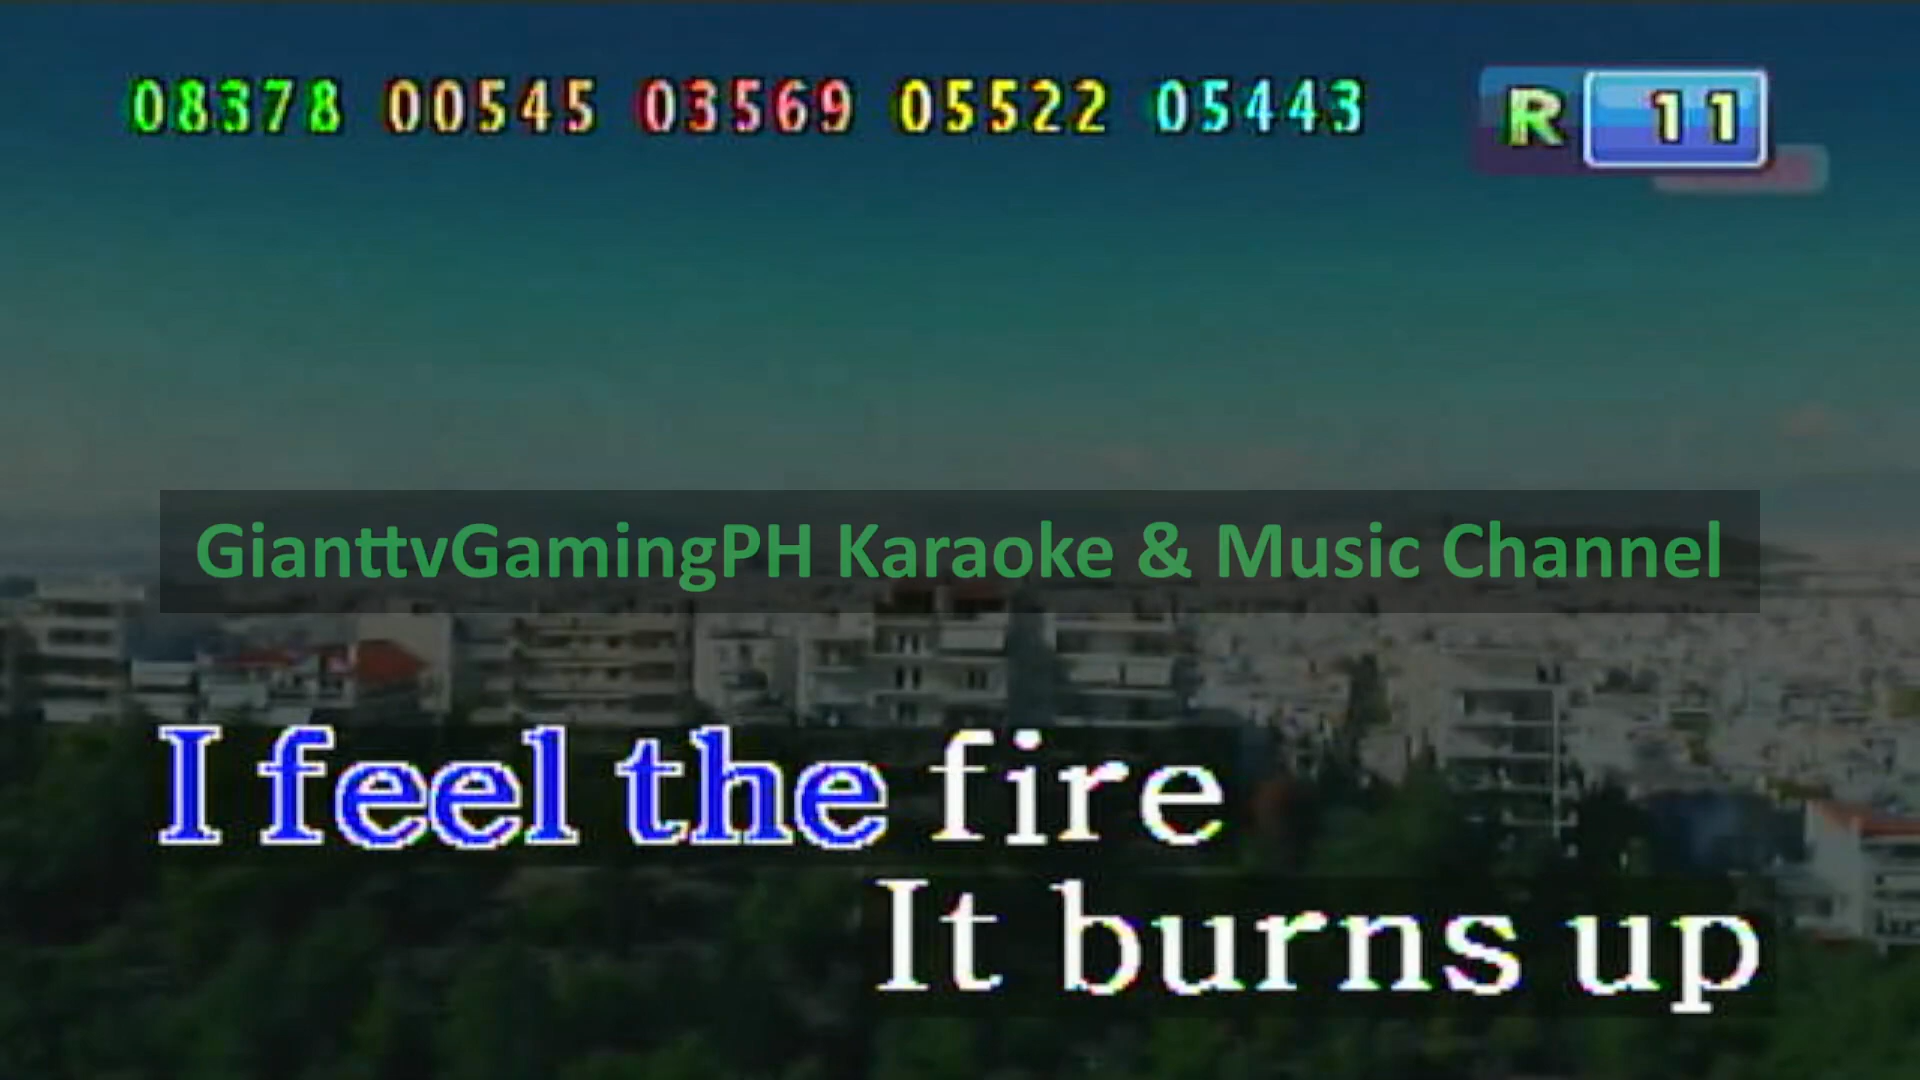 08378 00545 03569 05522 05443 R 11
GianttvGamingPH Karaoke & Music Channel
I feel the fire
It burns up